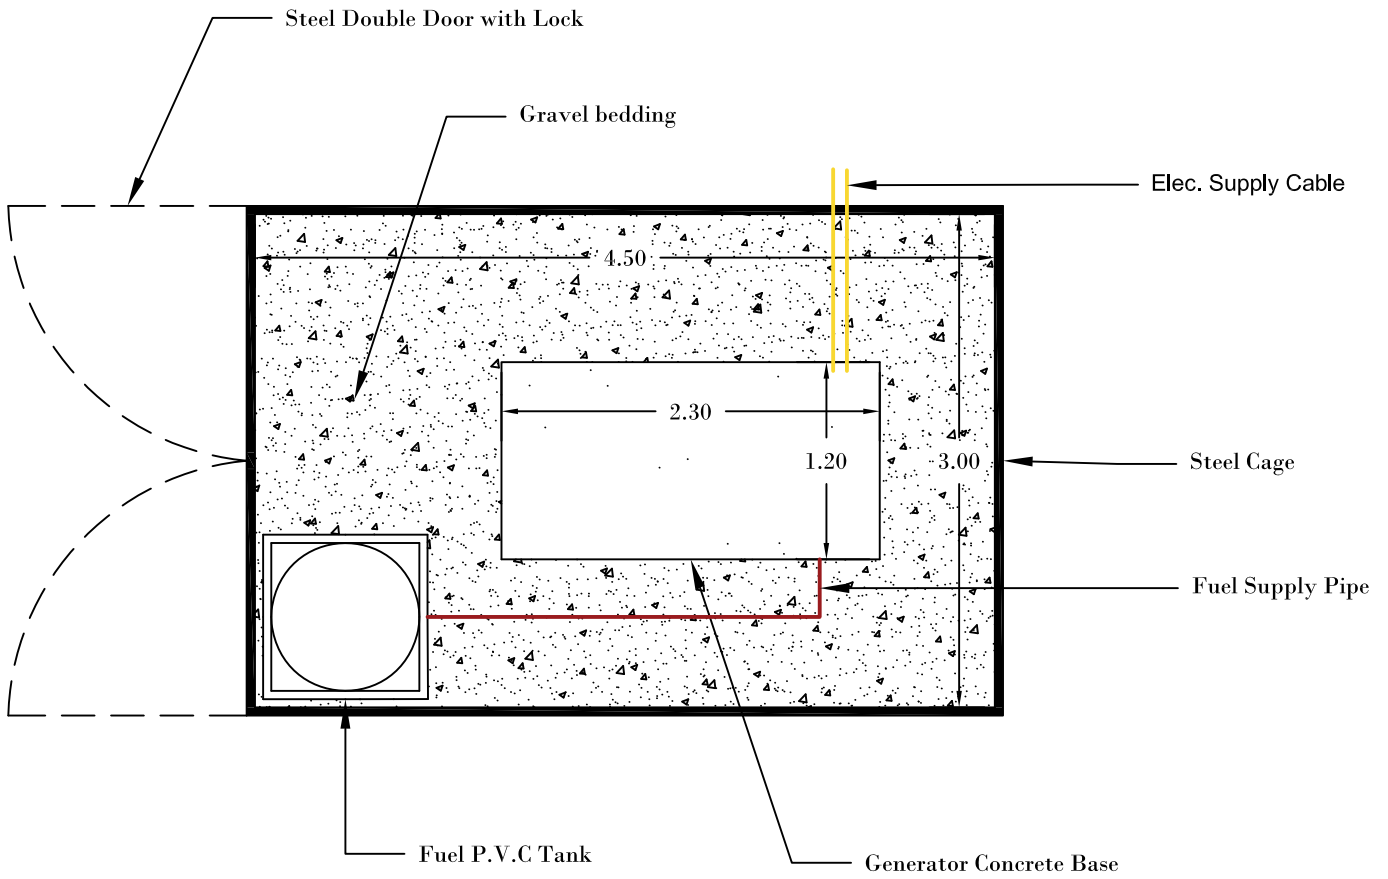 Steel Double Door with Lock
Gravel bedding
Elec. Supply Cable
4.50
2.30
1.20
3.00
Steel Cage
Fuel Supply Pipe
Fuel P.V.C Tank
Generator Concrete Base